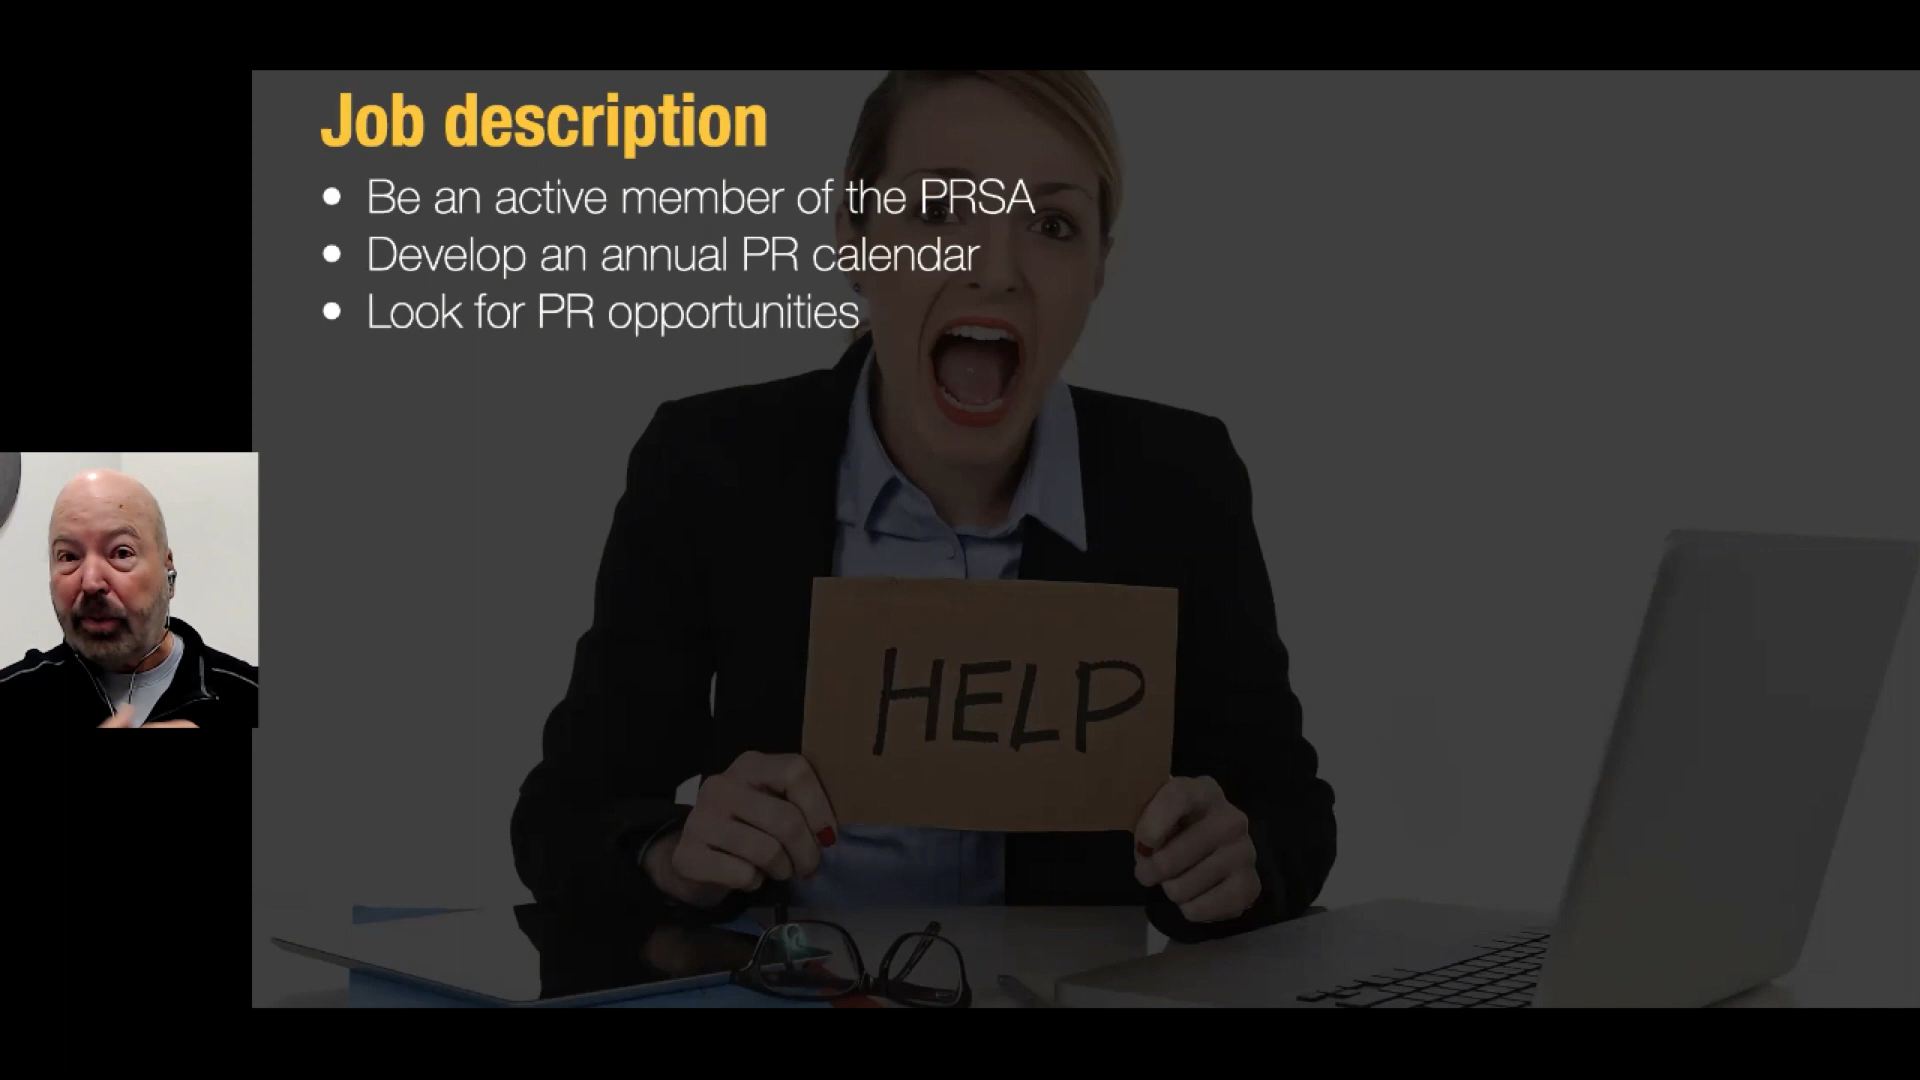 Job description
• Be an active member of the PRSA
• Develop an annual PR calendar
• Look for PR opportunities
HELP